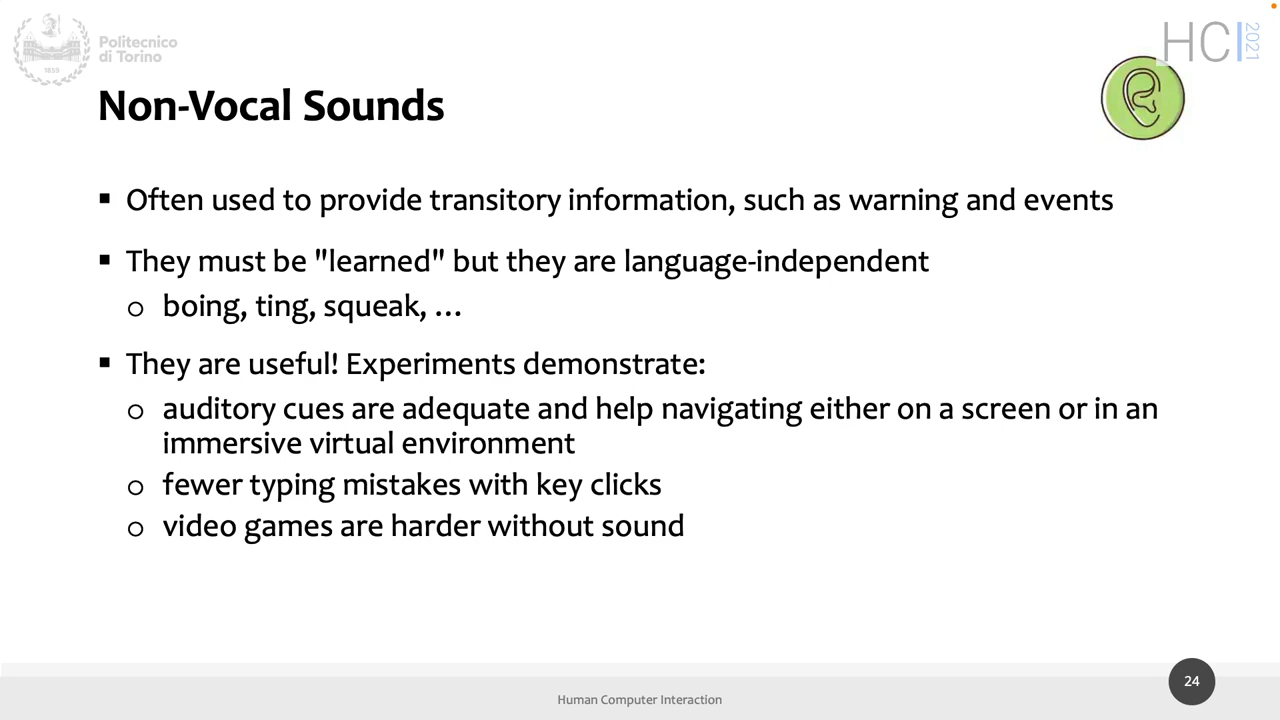 Politecnico
di Torino
1859
HCI 2021
Non-Vocal Sounds
▪ Often used to provide transitory information, such as warning and events
▪ They must be "learned" but they are language-independent
o boing, ting, squeak, …
▪ They are useful! Experiments demonstrate:
o auditory cues are adequate and help navigating either on a screen or in an
immersive virtual environment
o fewer typing mistakes with key clicks
o video games are harder without sound
Human Computer Interaction
24